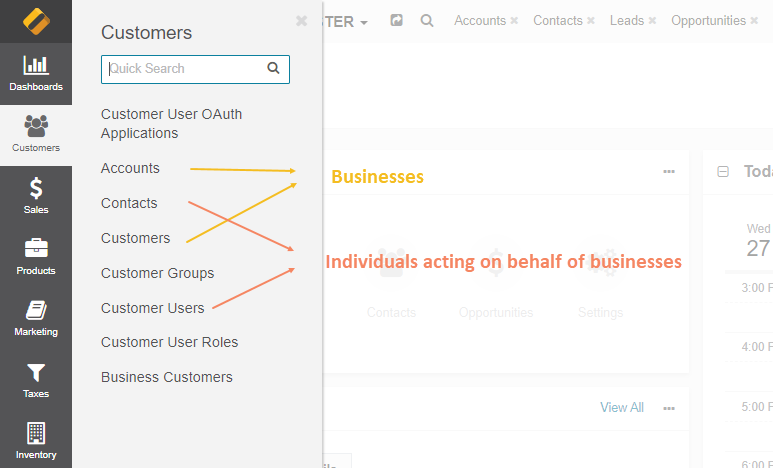 Dashboards
Customers
Sales
Products
Marketing
Taxes
Inventory
Customers
Quick Search
Customer User OAuth
Applications
Accounts
Contacts
Customers
Customer Groups
Customer Users
Customer User Roles
Business Customers
STER
Accounts
Contacts
Leads
Opportunities
Businesses
Individuals acting on behalf of businesses
Contacts
Opportunities
Settings
View All
Toda
Wed
27
3:00 P
4:00 P
5:00 P
6:00 P